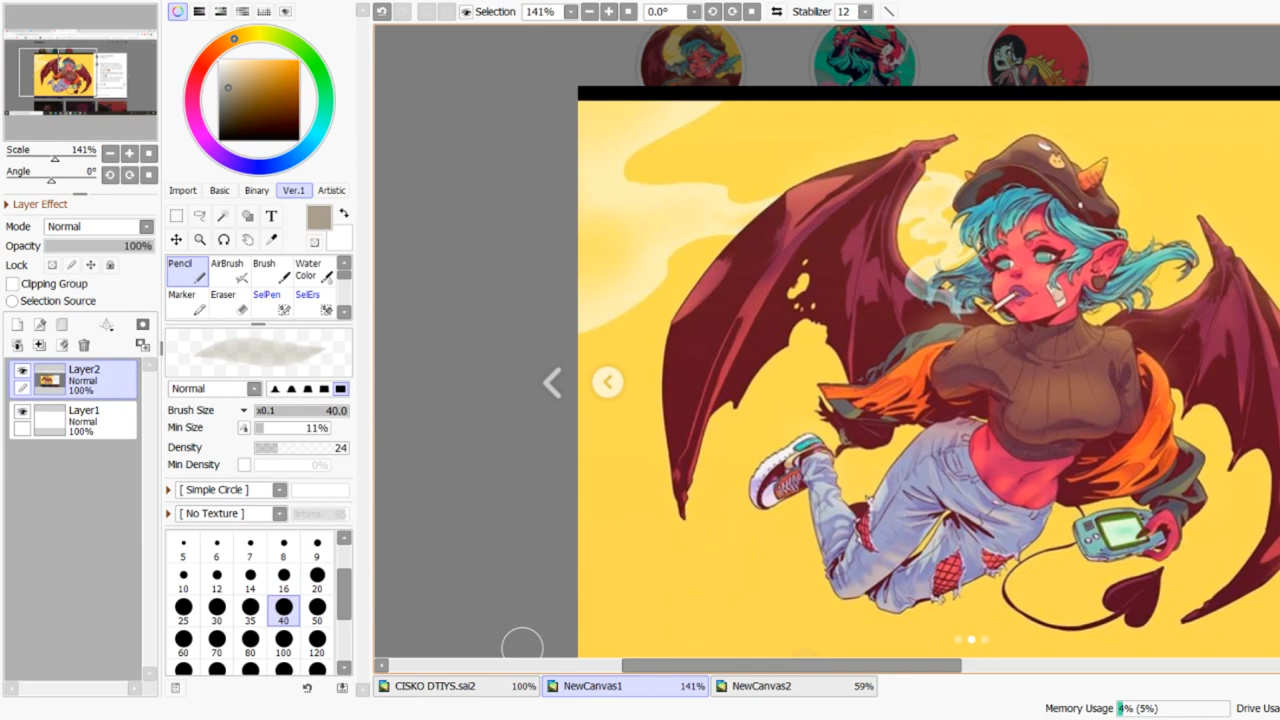 Selection 141% 0.0° Stabilizer 12
Scale 141%
Angle 0°
Layer Effect
Mode Normal
Opacity 100%
Lock
Clipping Group
Selection Source
Layer2
Normal
100%
Layer1
Normal
100%
Import Basic Binary Ver.1 Artistic
T
Pencil AirBrush Brush Water Color
Marker Eraser SelPen SelErs
Normal
Brush Size x0.1 40.0
Min Size 11%
Density 24
Min Density 0%
[ Simple Circle ]
[ No Texture ] Intens. 95
5 6 7 8 9
10 12 14 16 20
25 30 35 40 50
60 70 80 100 120
CISKO DTIYS.sai2 100% NewCanvas1 141% NewCanvas2 59%
Memory Usage 4% (5%) Drive Usa